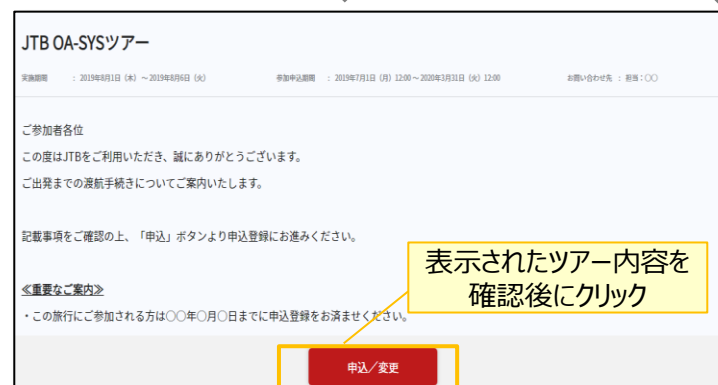 JTB OA-SYSツアー
実施期間 : 2019年8月1日（木）～2019年8月6日（火） 参加申込期間 : 2019年7月1日（月）12:00～2020年3月31日（火）12:00 お問い合わせ先 : 担当：〇〇
ご参加者各位
この度はJTBをご利用いただき、誠にありがとうございます。
ご出発までの渡航手続きについてご案内いたします。
記載事項をご確認の上、「申込」ボタンより申込登録にお進みください。
表示されたツアー内容を
確認後にクリック
≪重要なご案内≫
・この旅行にご参加される方は〇〇年〇月〇日までに申込登録をお済ませください。
申込／変更